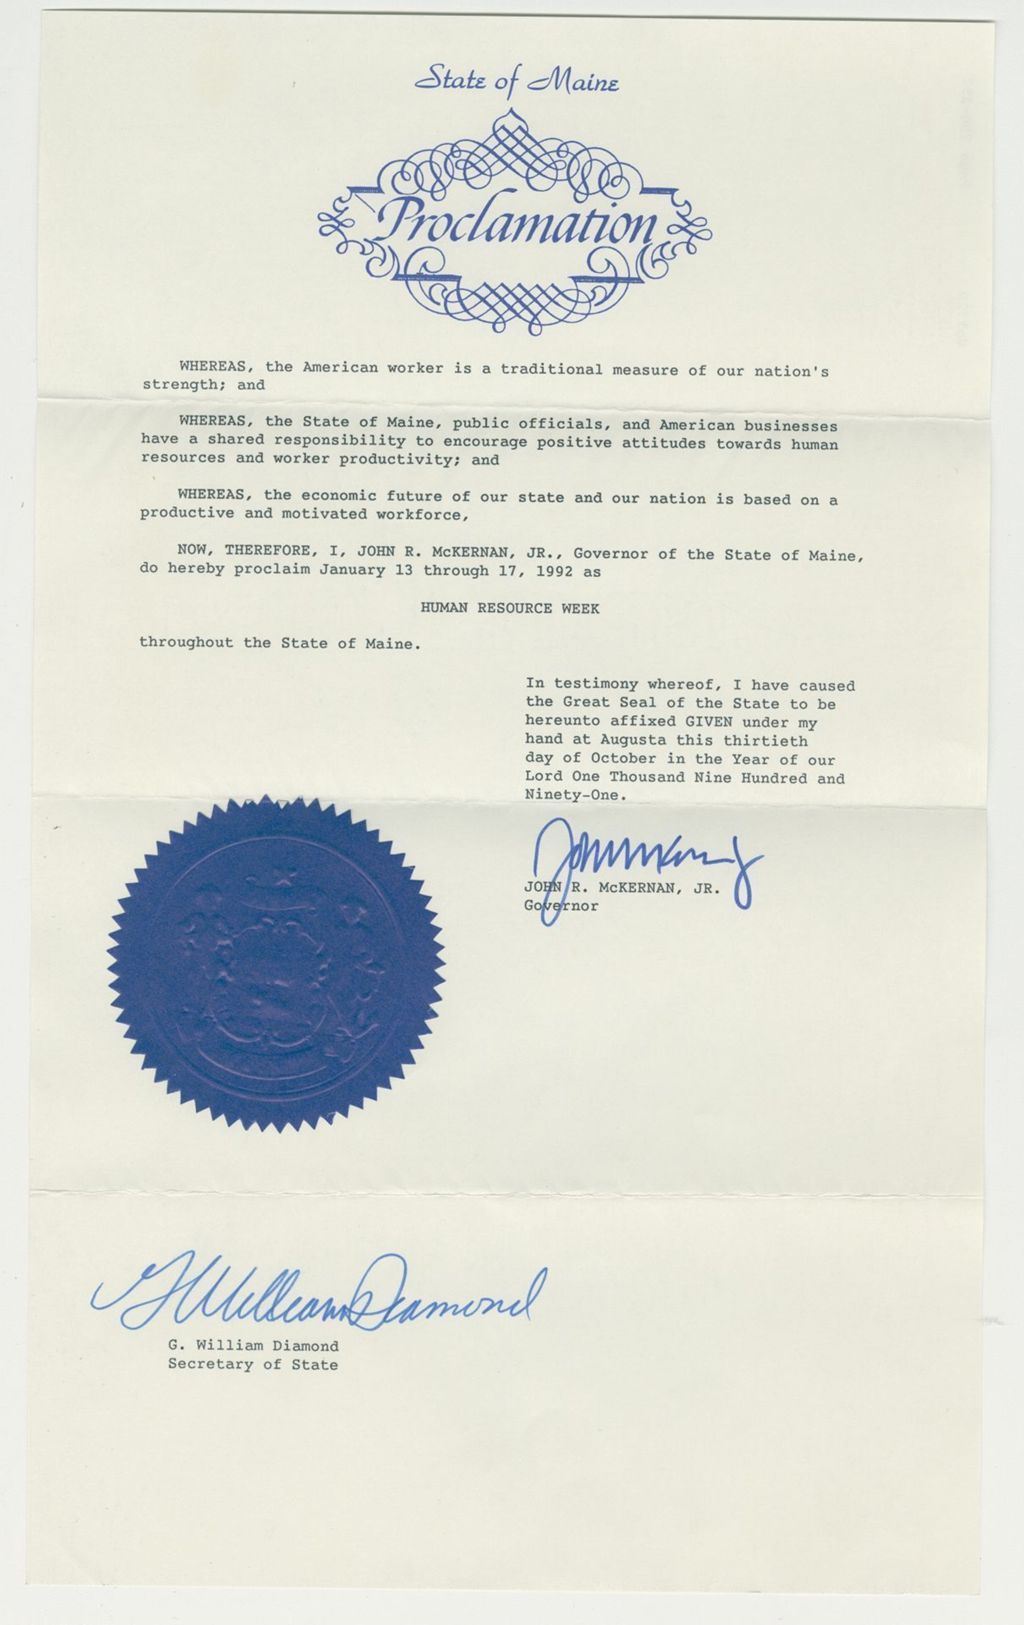 State of Maine
Proclamation
WHEREAS, the American worker is a traditional measure of our nation's
strength; and
WHEREAS, the State of Maine, public officials, and American businesses
have a shared responsibility to encourage positive attitudes towards human
resources and worker productivity; and
WHEREAS, the economic future of our state and our nation is based on a
productive and motivated workforce,
NOW, THEREFORE, I, JOHN R. McKERNAN, JR., Governor of the State of Maine,
do hereby proclaim January 13 through 17, 1992 as
HUMAN RESOURCE WEEK
throughout the State of Maine.
In testimony whereof, I have caused
the Great Seal of the State to be
hereunto affixed GIVEN under my
hand at Augusta this thirtieth
day of October in the Year of our
Lord One Thousand Nine Hundred and
Ninety-One.
JOHN R. McKERNAN, JR.
Governor
G William Diamond
G. William Diamond
Secretary of State